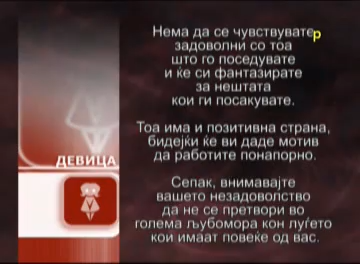 Нема да се чувствувате
задоволни со тоа
што го поседувате
и ќе си фантазирате
за нештата
кои ги посакувате.
Тоа има и позитивна страна,
бидејќи ќе ви даде мотив
да работите понапорно.
Сепак, внимавајте
вашето незадоволство
да не се претвори во
голема љубомора кон луѓето
кои имаат повеќе од вас.
ДЕВИЦА